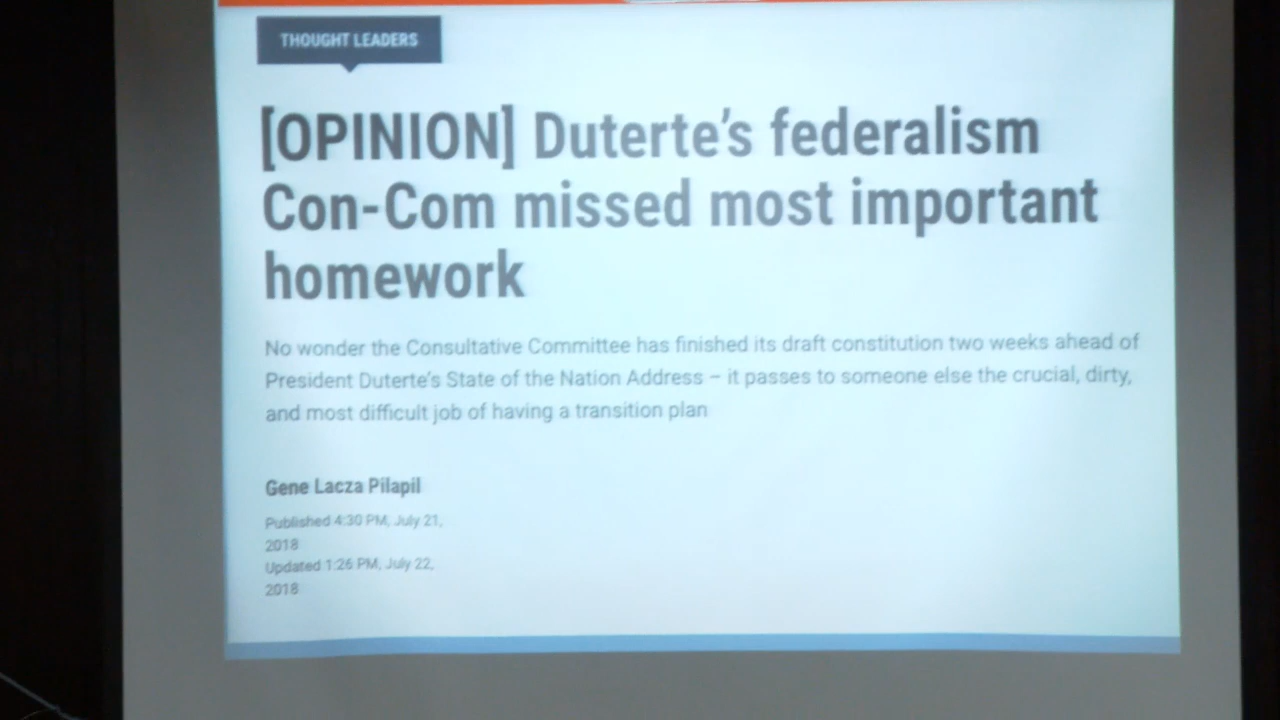 THOUGHT LEADERS
[OPINION] Duterte's federalism
Con-Com missed most important
homework
No wonder the Consultative Committee has finished its draft constitution two weeks ahead of
President Duterte's State of the Nation Address – it passes to someone else the crucial, dirty,
and most difficult job of having a transition plan
Gene Lacza Pilapil
Published 4:30 PM, July 21,
2018
Updated 1:26 PM, July 22,
2018